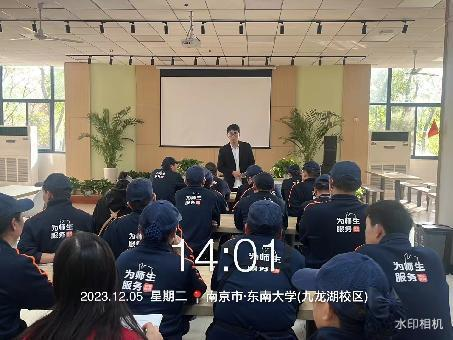 为师生
服务
为师生
服务
为师生
服务
为师生
服务
为师生
服务
14:01
2023.12.05 星期二 南京市·东南大学(九龙湖校区)
水印相机